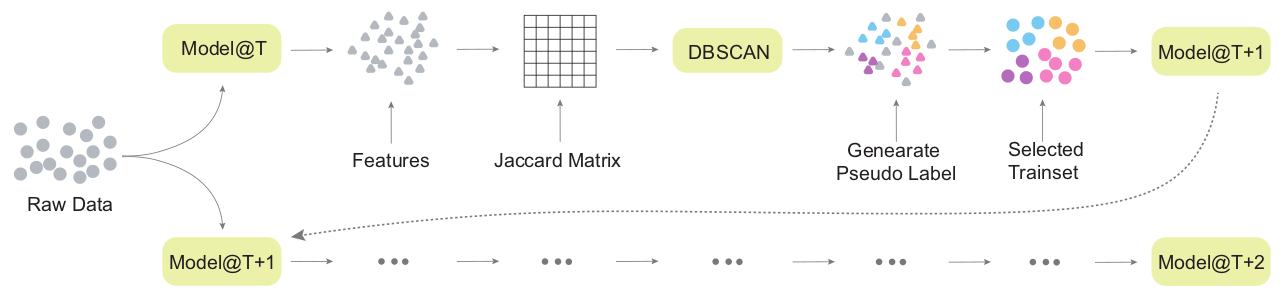 Model@T
DBSCAN
Model@T+1
Features
Jaccard Matrix
Genearate
Pseudo Label
Selected
Trainset
Raw Data
Model@T+1
Model@T+2